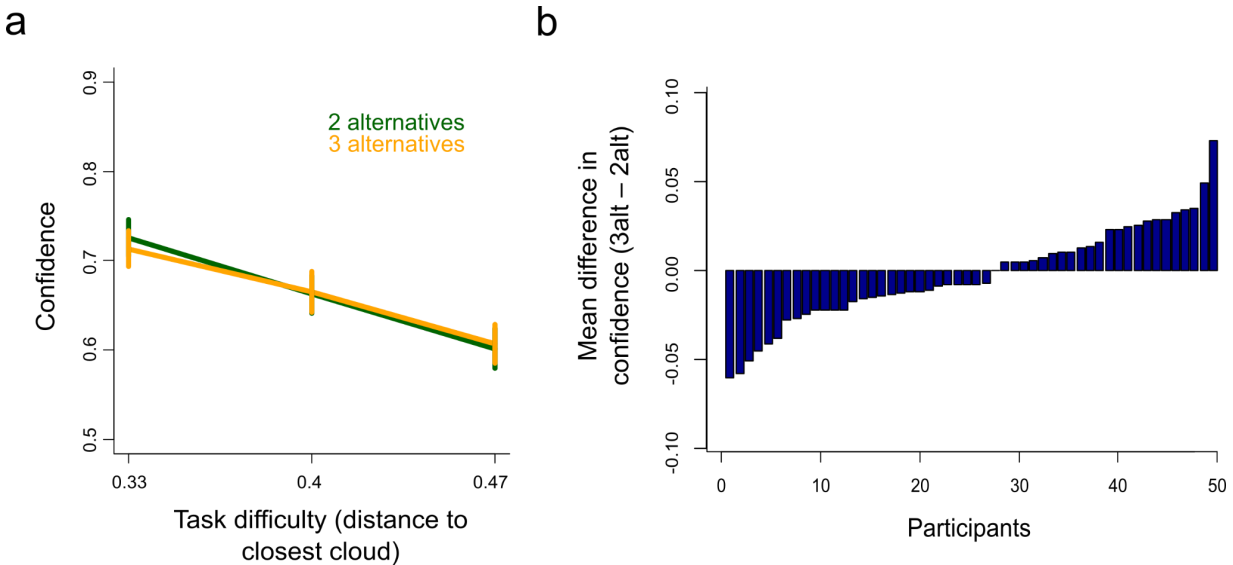 a
0.9
0.8
0.7
0.6
0.5
Confidence
2 alternatives
3 alternatives
0.33
0.4
0.47
Task difficulty (distance to
closest cloud)
b
0.10
0.05
0.00
-0.05
-0.10
Mean difference in
confidence (3alt – 2alt)
0
10
20
30
40
50
Participants